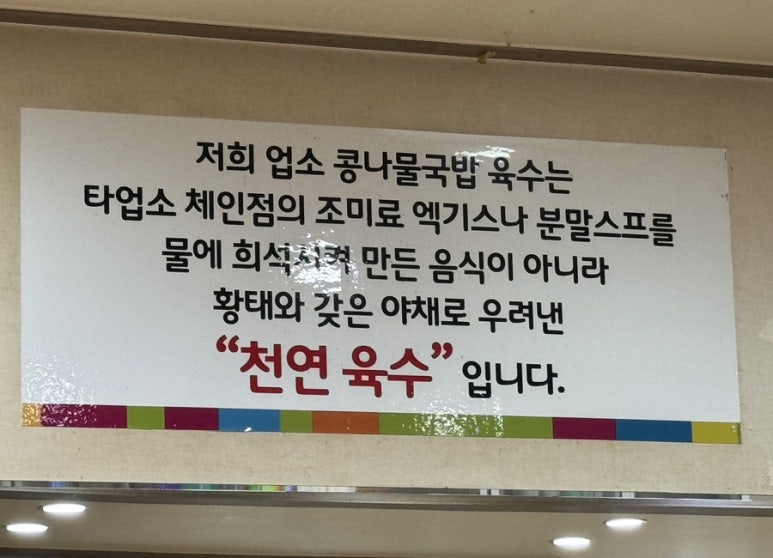 저희 업소 콩나물국밥 육수는
타업소 체인점의 조미료 엑기스나 분말스프를
물에 희석시켜 만든 음식이 아니라
황태와 갖은 야채로 우려낸
“천연 육수” 입니다.